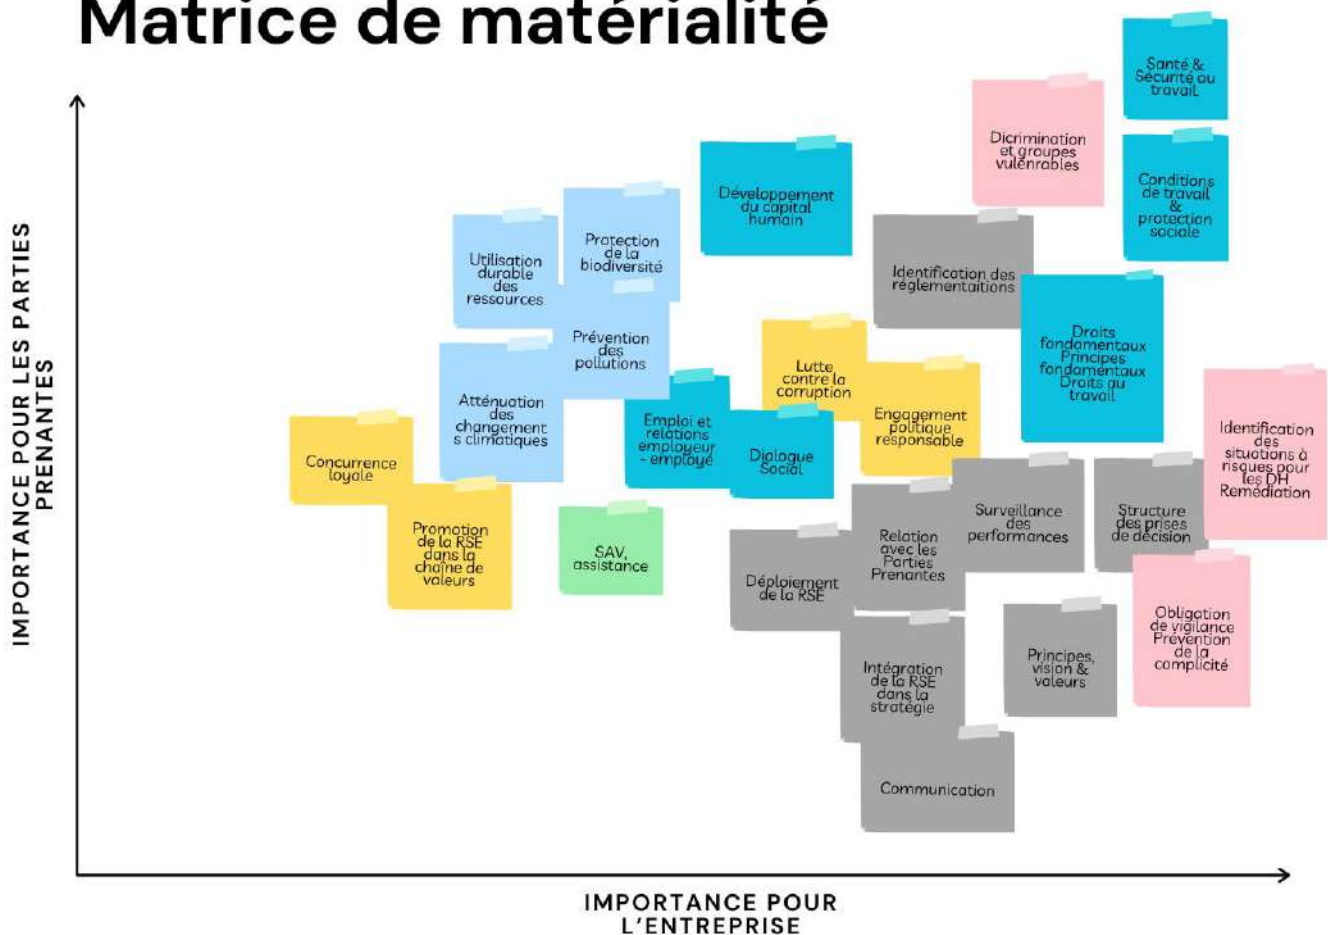 Matrice de matérialité
IMPORTANCE POUR LES PARTIES
PRENANTES
Santé &
Sécurité au
travail
Dicrimination
et groupes
vulénrables
Conditions
de travail
&
protection
sociale
Développement
du capital
humain
Protection
de la
biodiversité
Utilisation
durable
des
ressources
Identification des
réglementaitions
Prévention
des
pollutions
Droits
fondamentaux
Principes
fondamentaux
Droits au
travail
Lutte
contre la
corruption
Atténuation
des
changement
s climatiques
Engagement
politique
responsable
Emploi et
relations
employeur
- employé
Dialogue
Social
Identification
des
situations à
risques pour
les DH
Remédiation
Concurrence
loyale
Promotion
de la RSE
dans la
chaîne de
valeurs
SAV,
assistance
Surveillance
des
performances
Structure
des prises
de décision
Relation
avec les
Parties
Prenantes
Déploiement
de la RSE
Obligation
de vigilance
Prévention
de la
complicité
Principes,
vision &
valeurs
Intégration
de la RSE
dans la
stratégie
Communication
IMPORTANCE POUR
L'ENTREPRISE